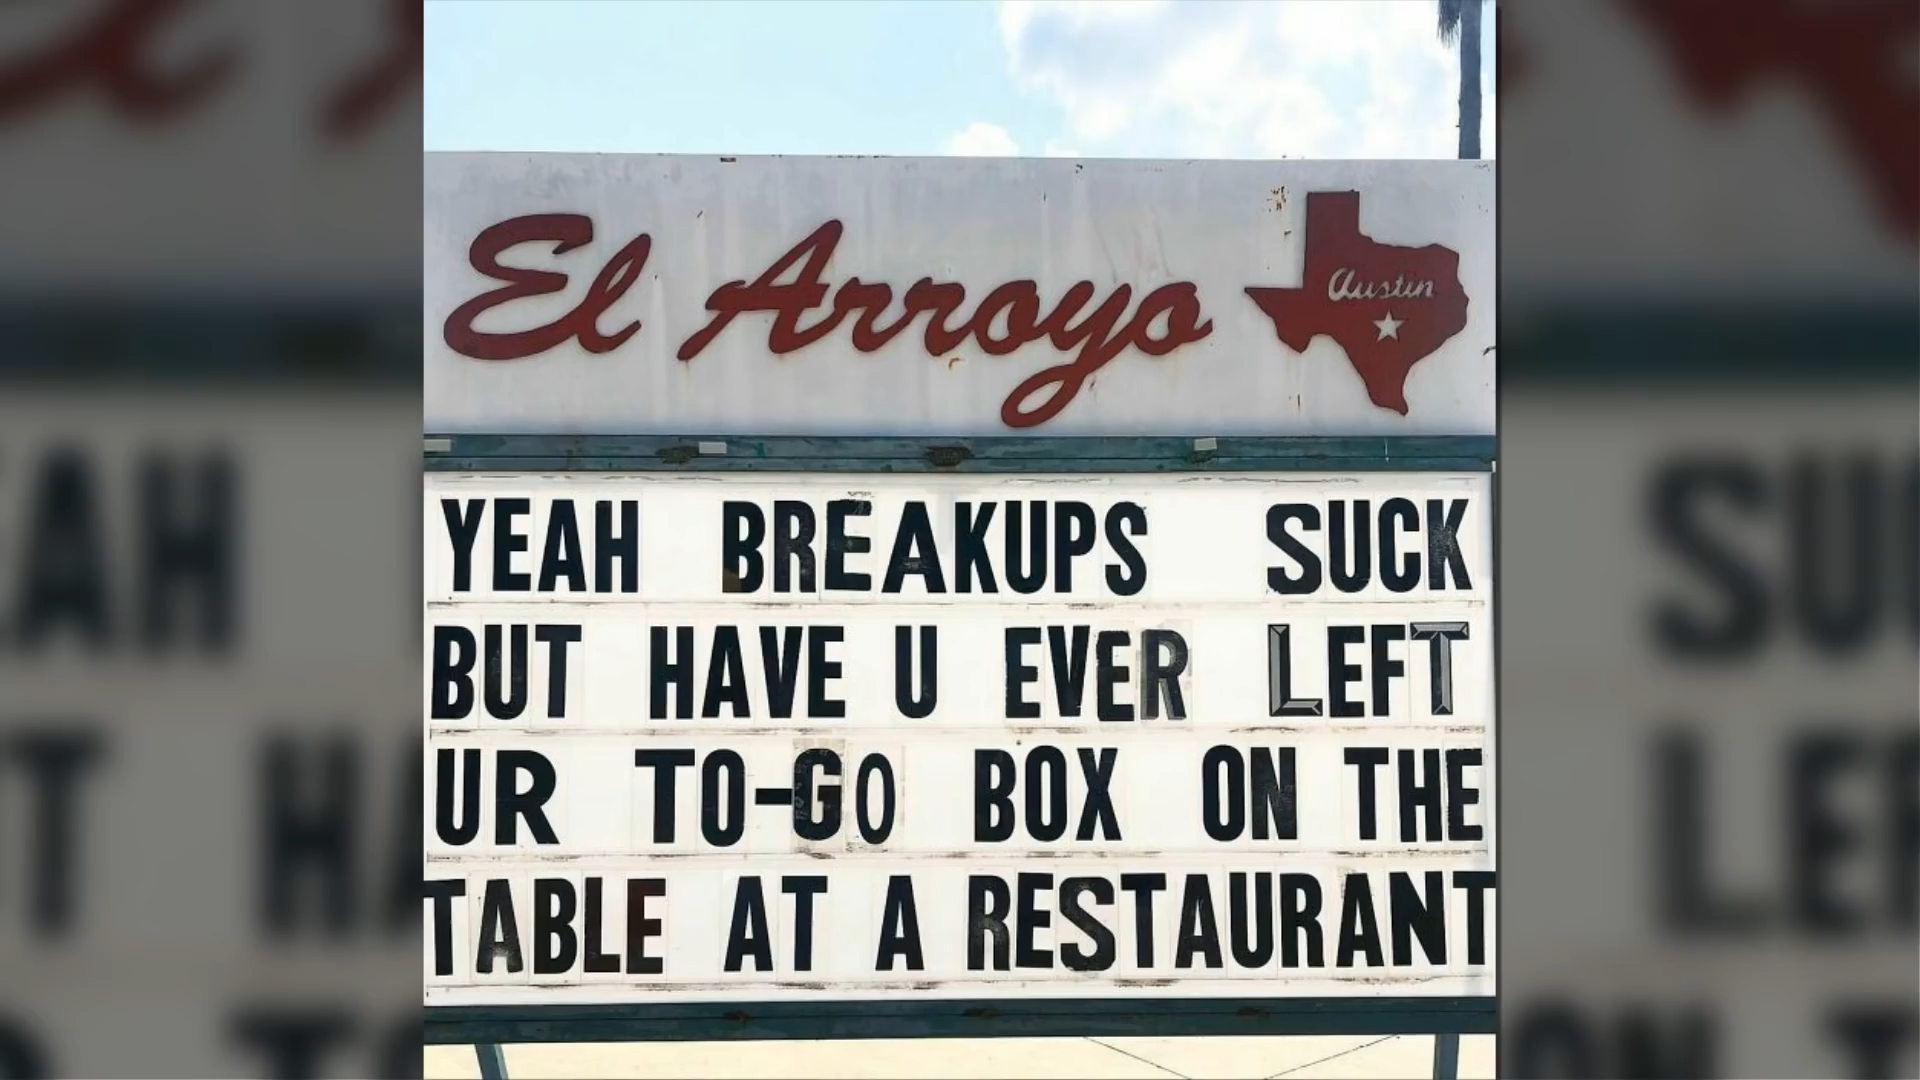 El Arroyo
Austin
YEAH BREAKUPS SUCK
BUT HAVE U EVER LEFT
UR TO-GO BOX ON THE
TABLE AT A RESTAURANT